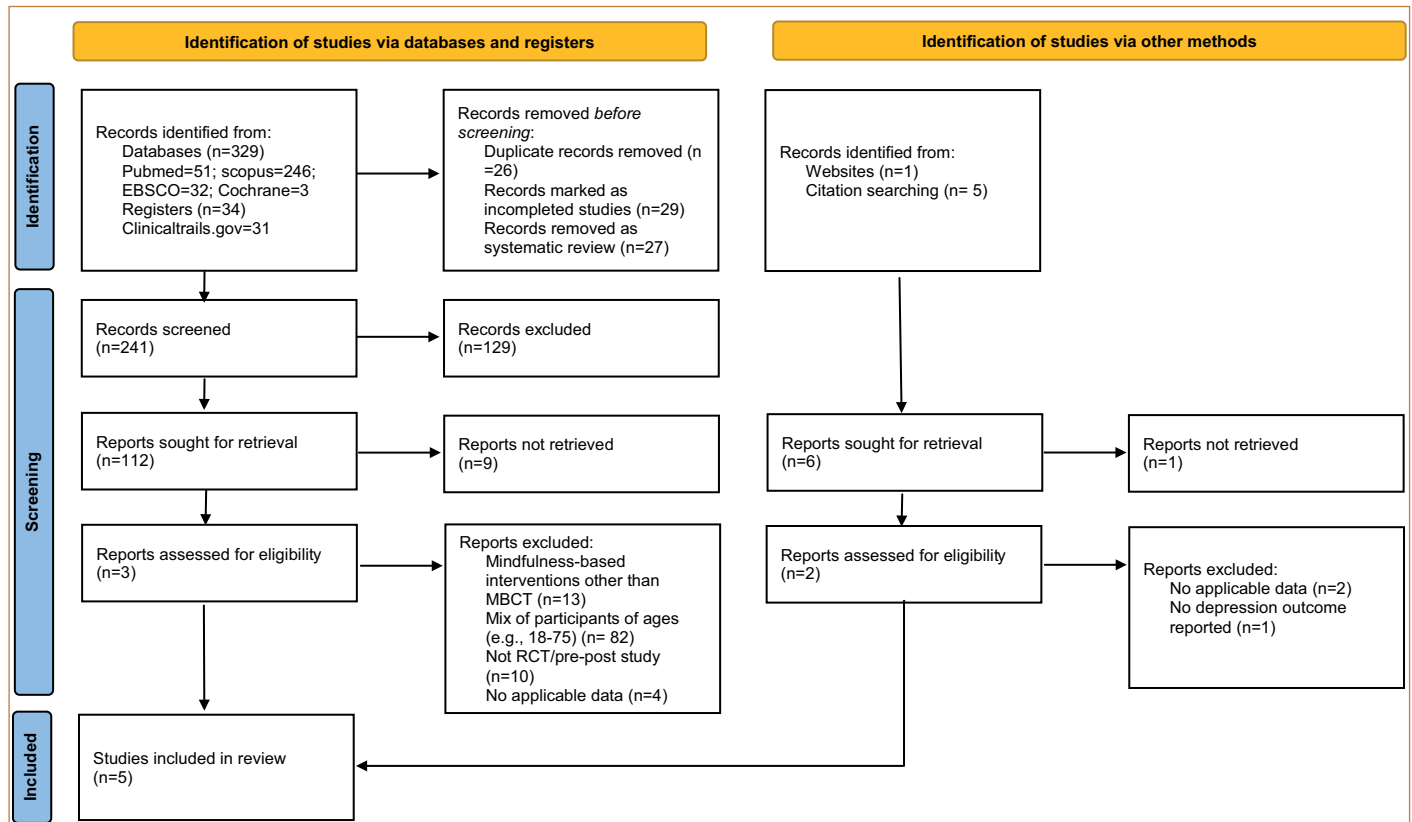 Identification of studies via databases and registers
Identification of studies via other methods
Identification
Records identified from:
Databases (n=329)
Pubmed=51; scopus=246;
EBSCO=32; Cochrane=3
Registers (n=34)
Clinicaltrails.gov=31
Records removed before
screening:
Duplicate records removed (n
=26)
Records marked as
incompleted studies (n=29)
Records removed as
systematic review (n=27)
Records identified from:
Websites (n=1)
Citation searching (n= 5)
Screening
Records screened
(n=241)
Records excluded
(n=129)
Reports sought for retrieval
(n=112)
Reports not retrieved
(n=9)
Reports sought for retrieval
(n=6)
Reports not retrieved
(n=1)
Reports assessed for eligibility
(n=3)
Reports excluded:
Mindfulness-based
interventions other than
MBCT (n=13)
Mix of participants of ages
(e.g., 18-75) (n= 82)
Not RCT/pre-post study
(n=10)
No applicable data (n=4)
Reports assessed for eligibility
(n=2)
Reports excluded:
No applicable data (n=2)
No depression outcome
reported (n=1)
Included
Studies included in review
(n=5)